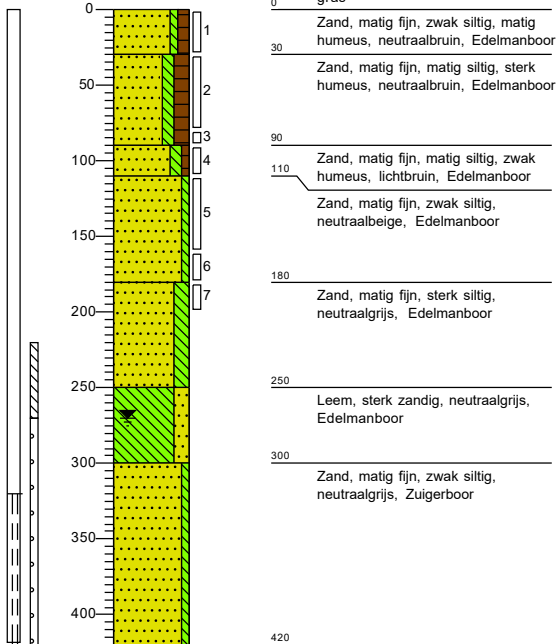 0
50
100
150
200
250
300
350
400
1
2
3
4
5
6
7
0
Zand, matig fijn, zwak siltig, matig
humeus, neutraalbruin, Edelmanboor
30
Zand, matig fijn, matig siltig, sterk
humeus, neutraalbruin, Edelmanboor
90
Zand, matig fijn, matig siltig, zwak
humeus, lichtbruin, Edelmanboor
110
Zand, matig fijn, zwak siltig,
neutraalbeige, Edelmanboor
180
Zand, matig fijn, sterk siltig,
neutraalgrijs, Edelmanboor
250
Leem, sterk zandig, neutraalgrijs,
Edelmanboor
300
Zand, matig fijn, zwak siltig,
neutraalgrijs, Zuigerboor
420